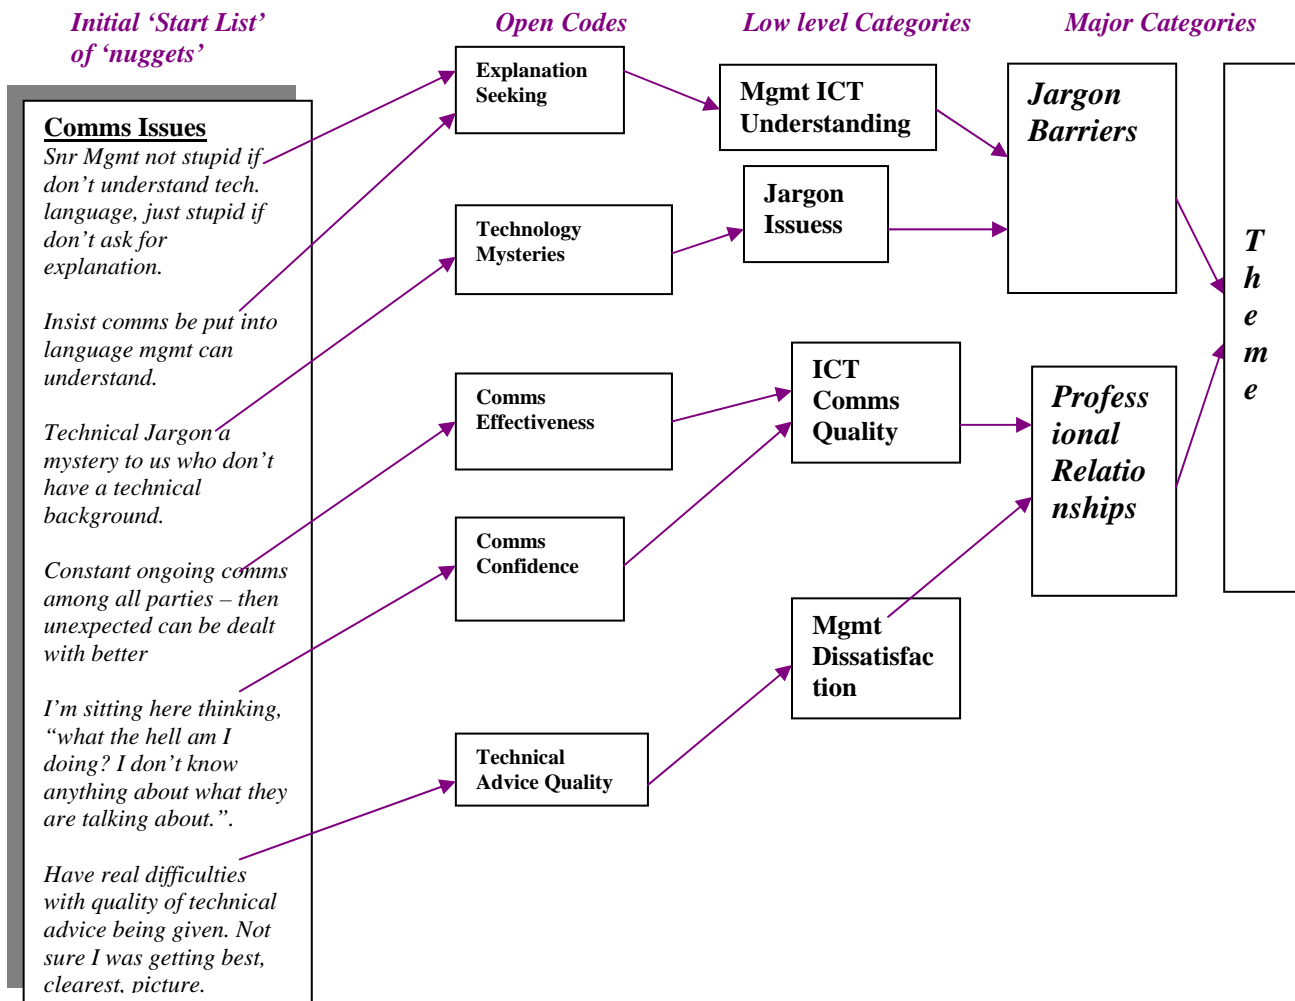 Initial ‘Start List’
of ‘nuggets’
Open Codes
Low level Categories
Major Categories
Comms Issues
Snr Mgmt not stupid if
don’t understand tech.
language, just stupid if
don’t ask for
explanation.
Insist comms be put into
language mgmt can
understand.
Technical Jargon a
mystery to us who don’t
have a technical
background.
Constant ongoing comms
among all parties – then
unexpected can be dealt
with better
I’m sitting here thinking,
“what the hell am I
doing? I don’t know
anything about what they
are talking about.”.
Have real difficulties
with quality of technical
advice being given. Not
sure I was getting best,
clearest, picture.
Explanation
Seeking
Technology
Mysteries
Comms
Effectiveness
Comms
Confidence
Technical
Advice Quality
Mgmt ICT
Understanding
Jargon
Issuess
ICT
Comms
Quality
Mgmt
Dissatisfac
tion
Jargon
Barriers
Profess
ional
Relatio
nships
T
h
e
m
e